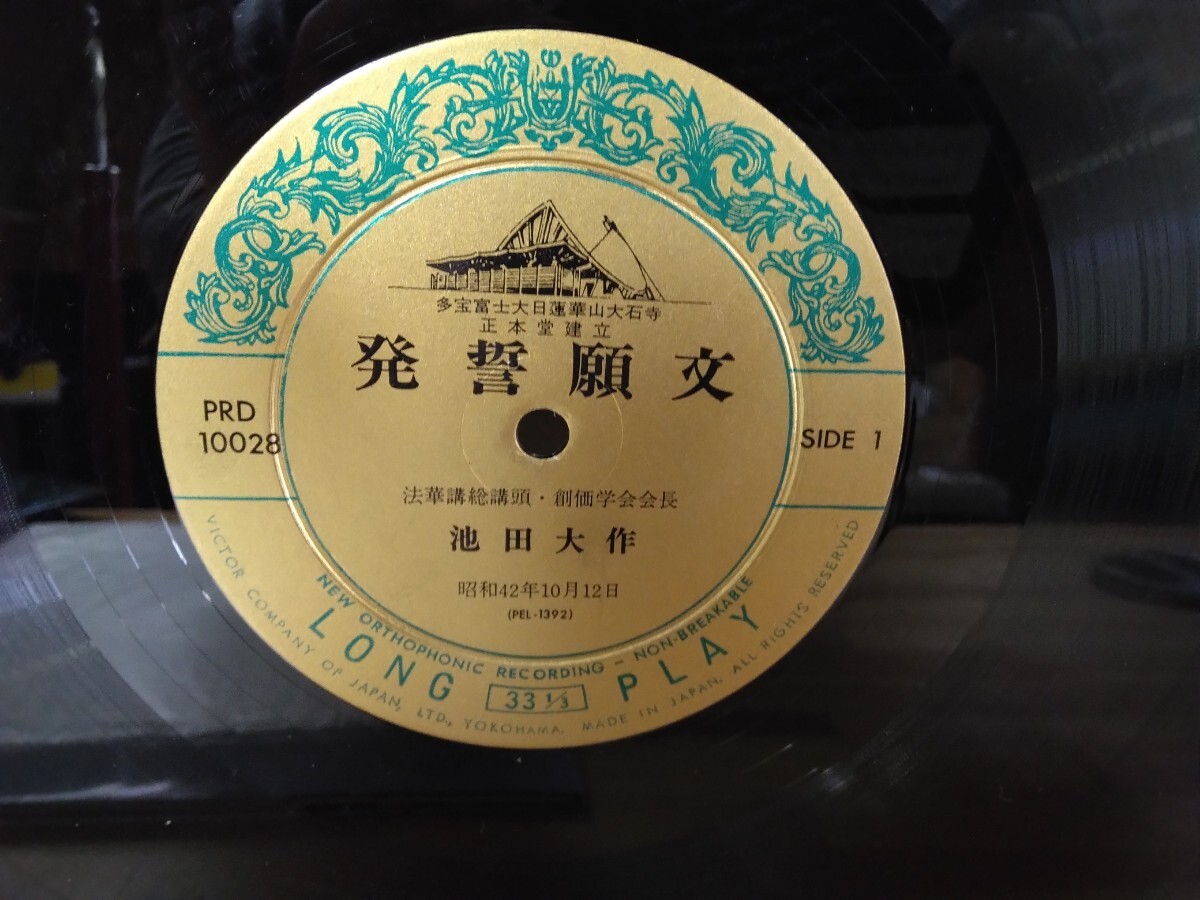 多宝富士大日蓮華山大石寺
正本堂建立
発誓願文
PRD
10028
SIDE 1
法華講総講頭・創価学会会長
池田大作
昭和42年10月12日
(PEL-1392)
NEW ORTHOPHONIC RECORDING – NON-BREAKABLE
LONG 33 1/3 PLAY
VICTOR COMPANY OF JAPAN, LTD., YOKOHAMA. MADE IN JAPAN. ALL RIGHTS RESERVED